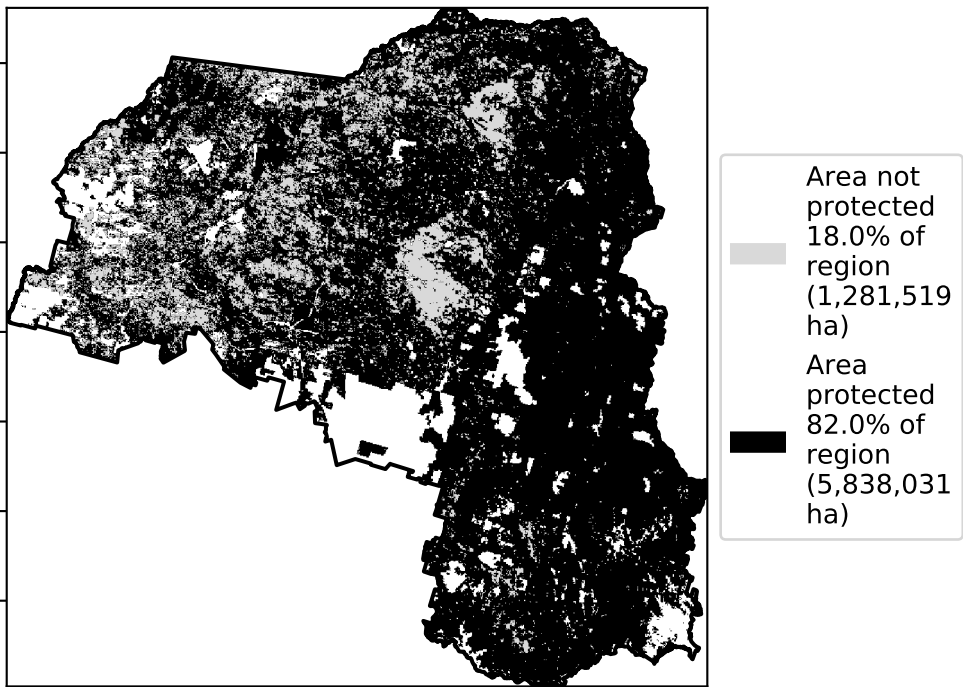 Area not
protected
18.0% of
region
(1,281,519
ha)
Area
protected
82.0% of
region
(5,838,031
ha)